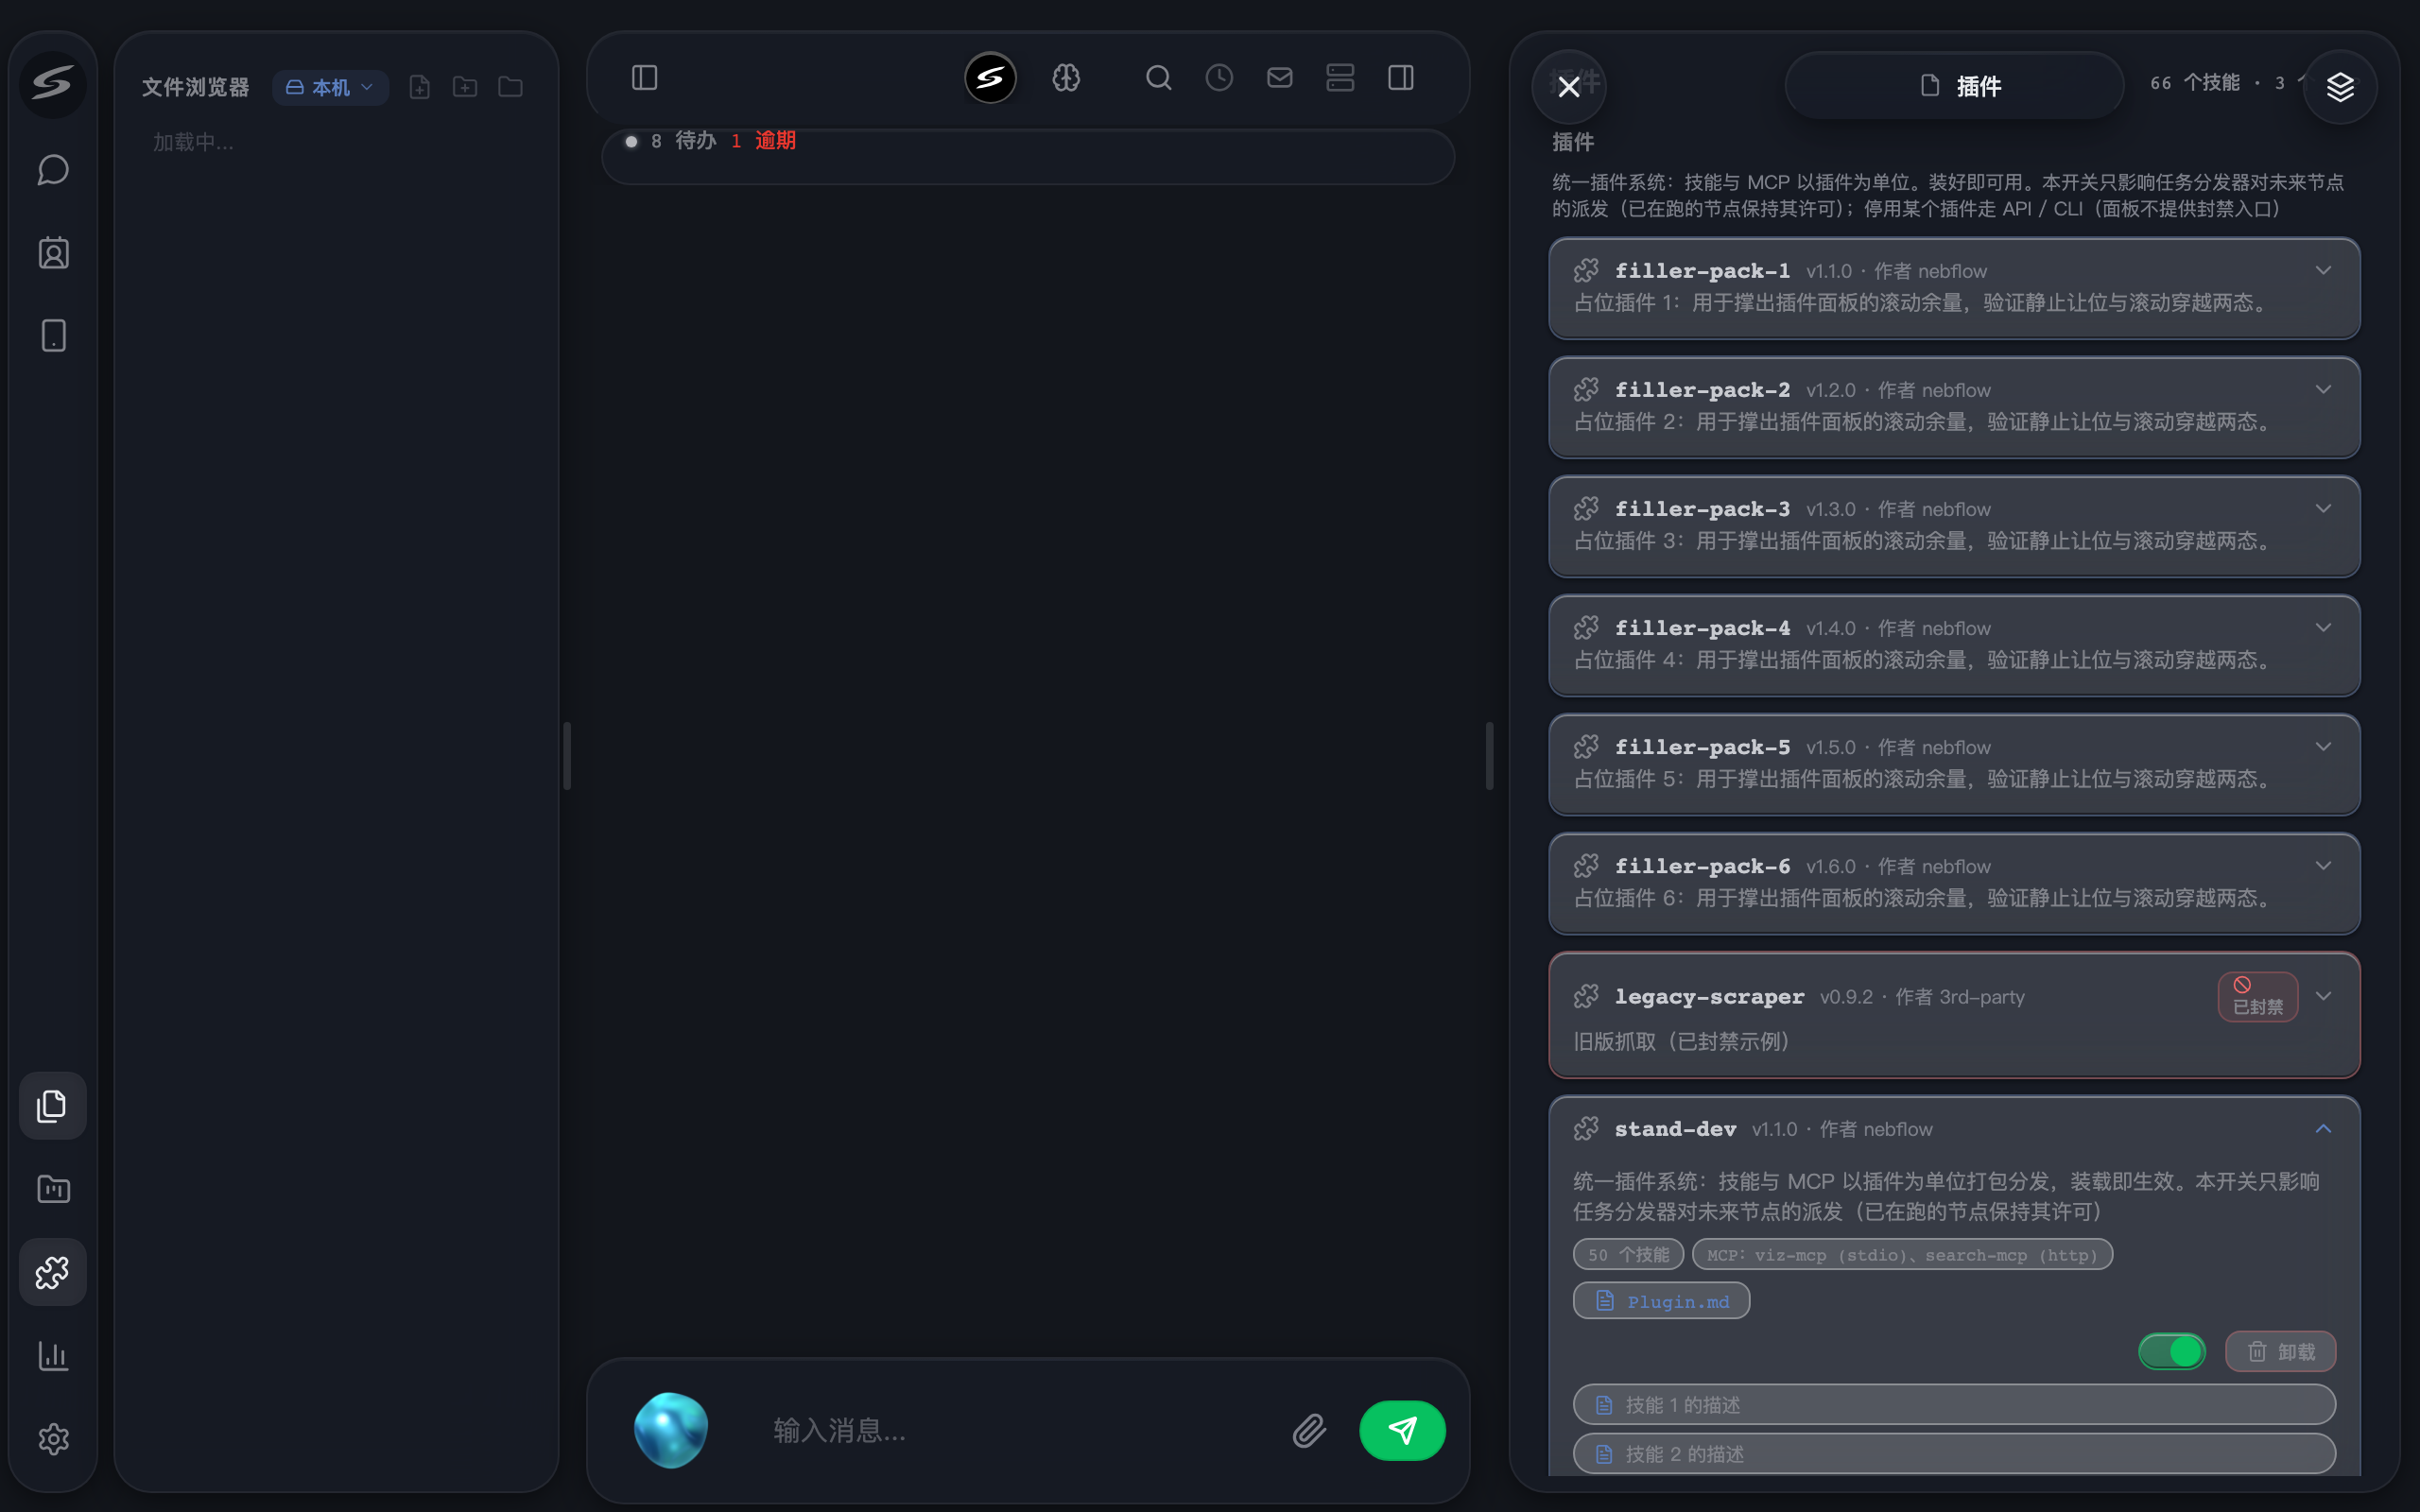 文件浏览器
本机
加载中...
8 待办 1 逾期
输入消息...
插件
66 个技能 · 3 个
插件
统一插件系统：技能与 MCP 以插件为单位。装好即可用。本开关只影响任务分发器对未来节点
的派发（已在跑的节点保持其许可）；停用某个插件走 API / CLI（面板不提供封禁入口）
filler-pack-1 v1.1.0 · 作者 nebflow
占位插件 1：用于撑出插件面板的滚动余量，验证静止让位与滚动穿越两态。
filler-pack-2 v1.2.0 · 作者 nebflow
占位插件 2：用于撑出插件面板的滚动余量，验证静止让位与滚动穿越两态。
filler-pack-3 v1.3.0 · 作者 nebflow
占位插件 3：用于撑出插件面板的滚动余量，验证静止让位与滚动穿越两态。
filler-pack-4 v1.4.0 · 作者 nebflow
占位插件 4：用于撑出插件面板的滚动余量，验证静止让位与滚动穿越两态。
filler-pack-5 v1.5.0 · 作者 nebflow
占位插件 5：用于撑出插件面板的滚动余量，验证静止让位与滚动穿越两态。
filler-pack-6 v1.6.0 · 作者 nebflow
占位插件 6：用于撑出插件面板的滚动余量，验证静止让位与滚动穿越两态。
legacy-scraper v0.9.2 · 作者 3rd-party
已封禁
旧版抓取（已封禁示例）
stand-dev v1.1.0 · 作者 nebflow
统一插件系统：技能与 MCP 以插件为单位打包分发，装载即生效。本开关只影响
任务分发器对未来节点的派发（已在跑的节点保持其许可）
50 个技能
MCP: viz-mcp (stdio)、search-mcp (http)
Plugin.md
卸载
技能 1 的描述
技能 2 的描述